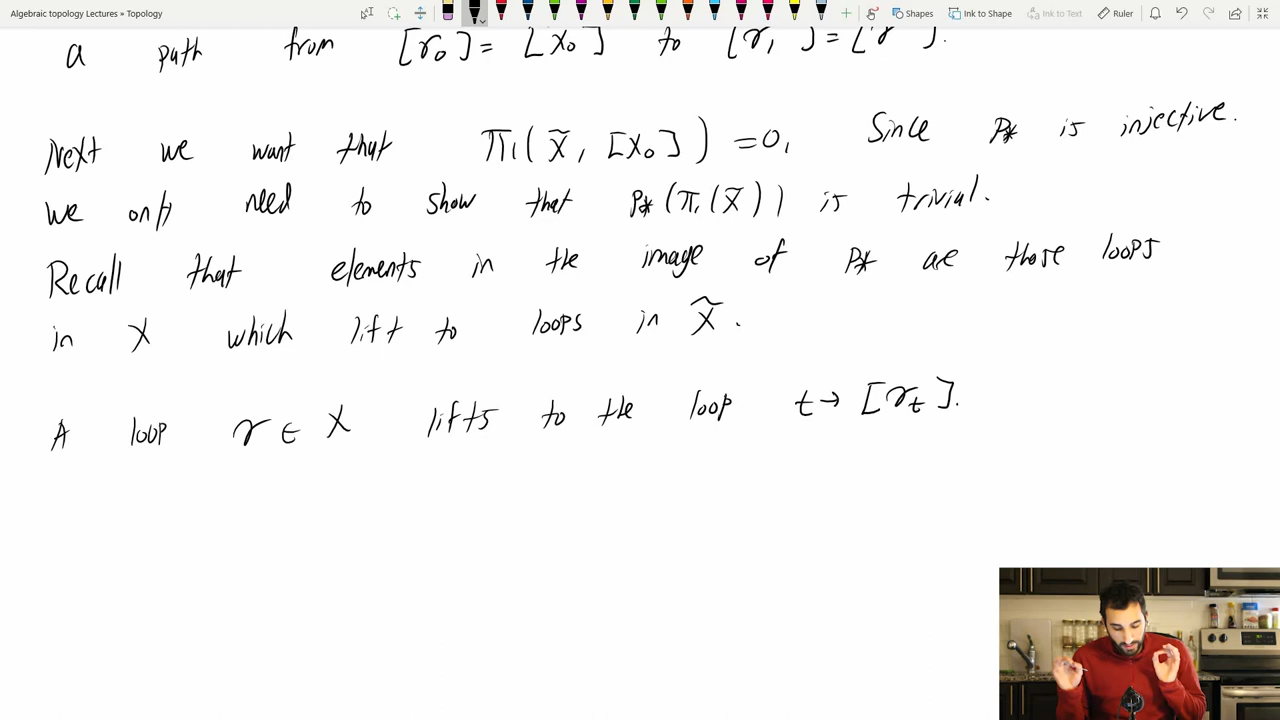 Algebraic topology Lectures – Topology
Shapes Ink to Shape Ink to Text Ruler
a path from [γ₀] = [x₀] to [γ₁] = [γ].
Next we want that π₁(X̃, [x₀]) = 0, Since P* is injective.
we only need to show that P*(π₁(X̃)) is trivial.
Recall that elements in the image of P* are those loops
in X which lift to loops in X̃.
A loop γ ∈ X lifts to the loop t → [γₜ].